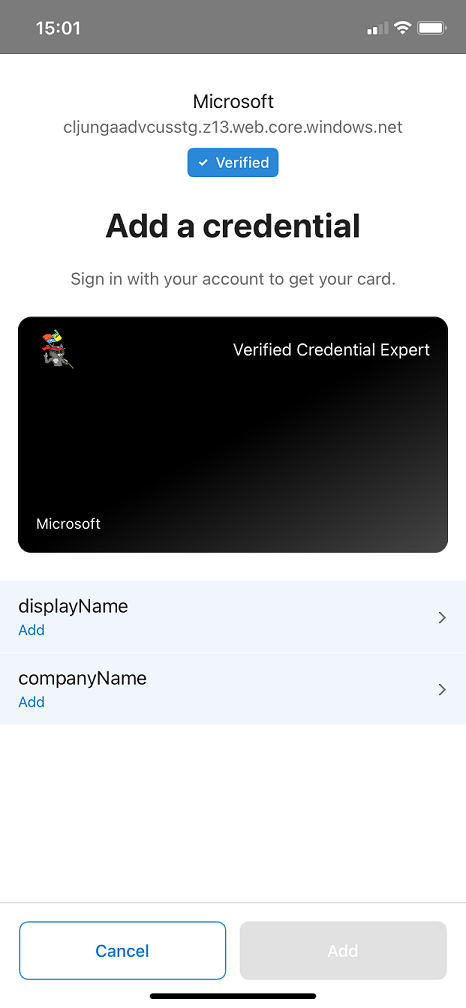 15:01
Microsoft
cljungaadvcusstg.z13.web.core.windows.net
Verified
Add a credential
Sign in with your account to get your card.
Verified Credential Expert
Microsoft
displayName
Add
companyName
Add
Cancel
Add